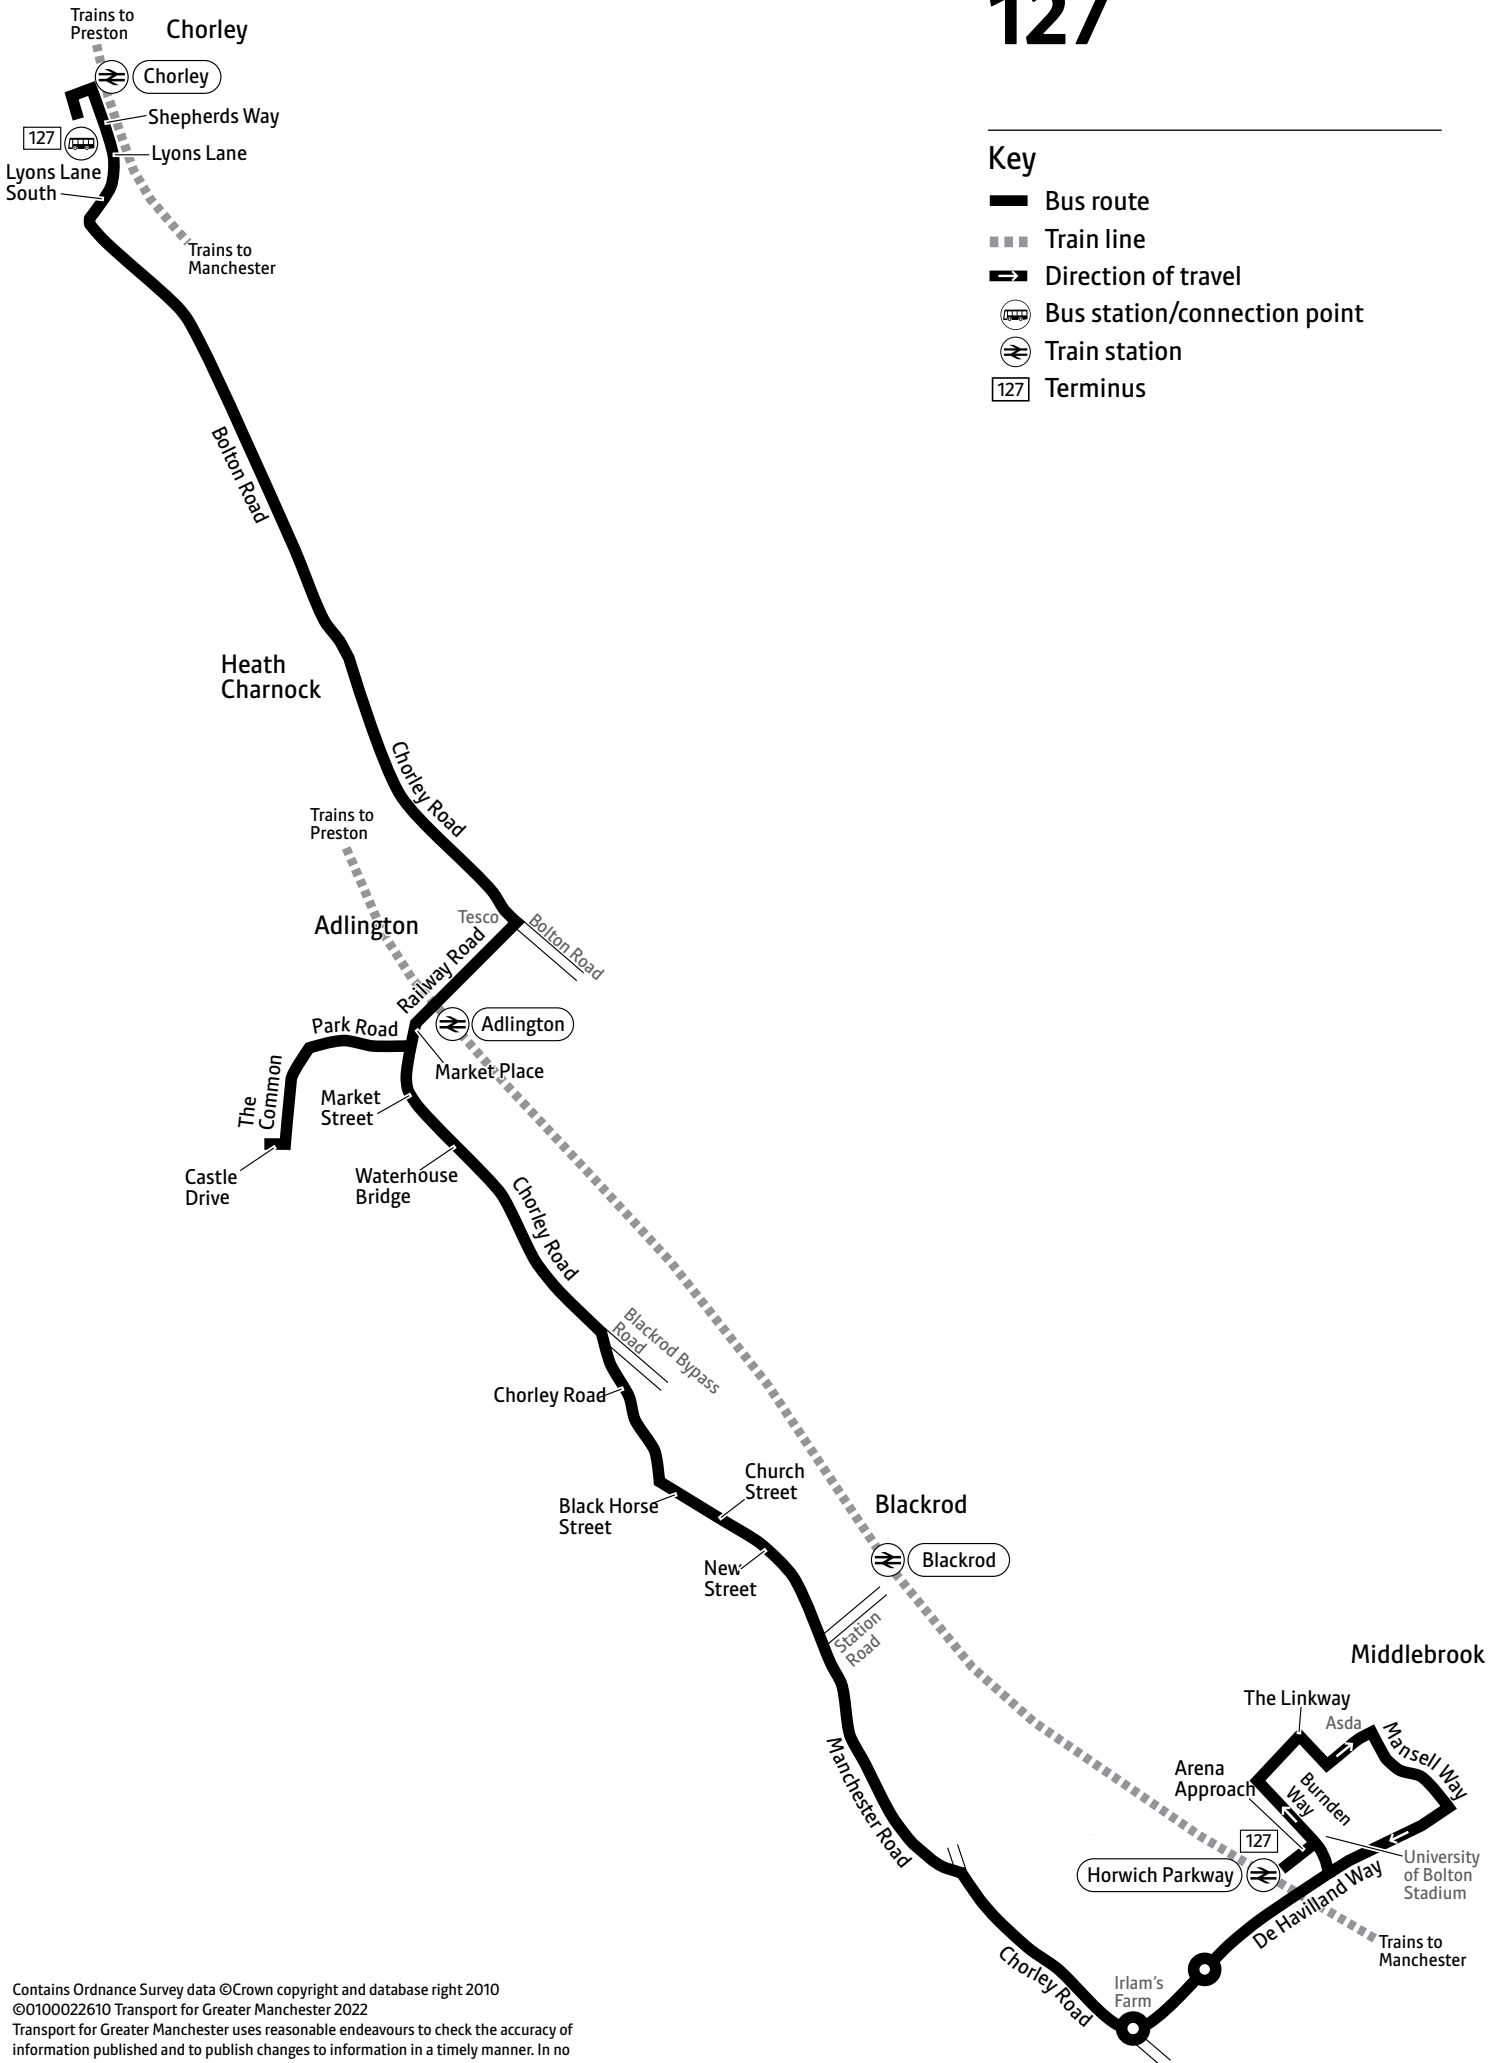 127
Trains to
Preston
Chorley
Chorley
Shepherds Way
127
Lyons Lane
Lyons Lane
South
Trains to
Manchester
Key
Bus route
Train line
Direction of travel
Bus station/connection point
Train station
127 Terminus
Bolton Road
Heath
Charnock
Chorley Road
Trains to
Preston
Adlington
Tesco
Bolton Road
Railway Road
Park Road
Adlington
Market Place
The
Common
Market
Street
Castle
Drive
Waterhouse
Bridge
Chorley Road
Blackrod Bypass
Road
Chorley Road
Church
Street
Black Horse
Street
New
Street
Blackrod
Blackrod
Station
Road
Middlebrook
The Linkway
Asda
Mansell Way
Arena
Approach
Burnden
Way
Manchester Road
127
Horwich Parkway
University
of Bolton
Stadium
De Havilland Way
Trains to
Manchester
Chorley Road
Irlam's
Farm
Contains Ordnance Survey data ©Crown copyright and database right 2010
©0100022610 Transport for Greater Manchester 2022
Transport for Greater Manchester uses reasonable endeavours to check the accuracy of
information published and to publish changes to information in a timely manner. In no